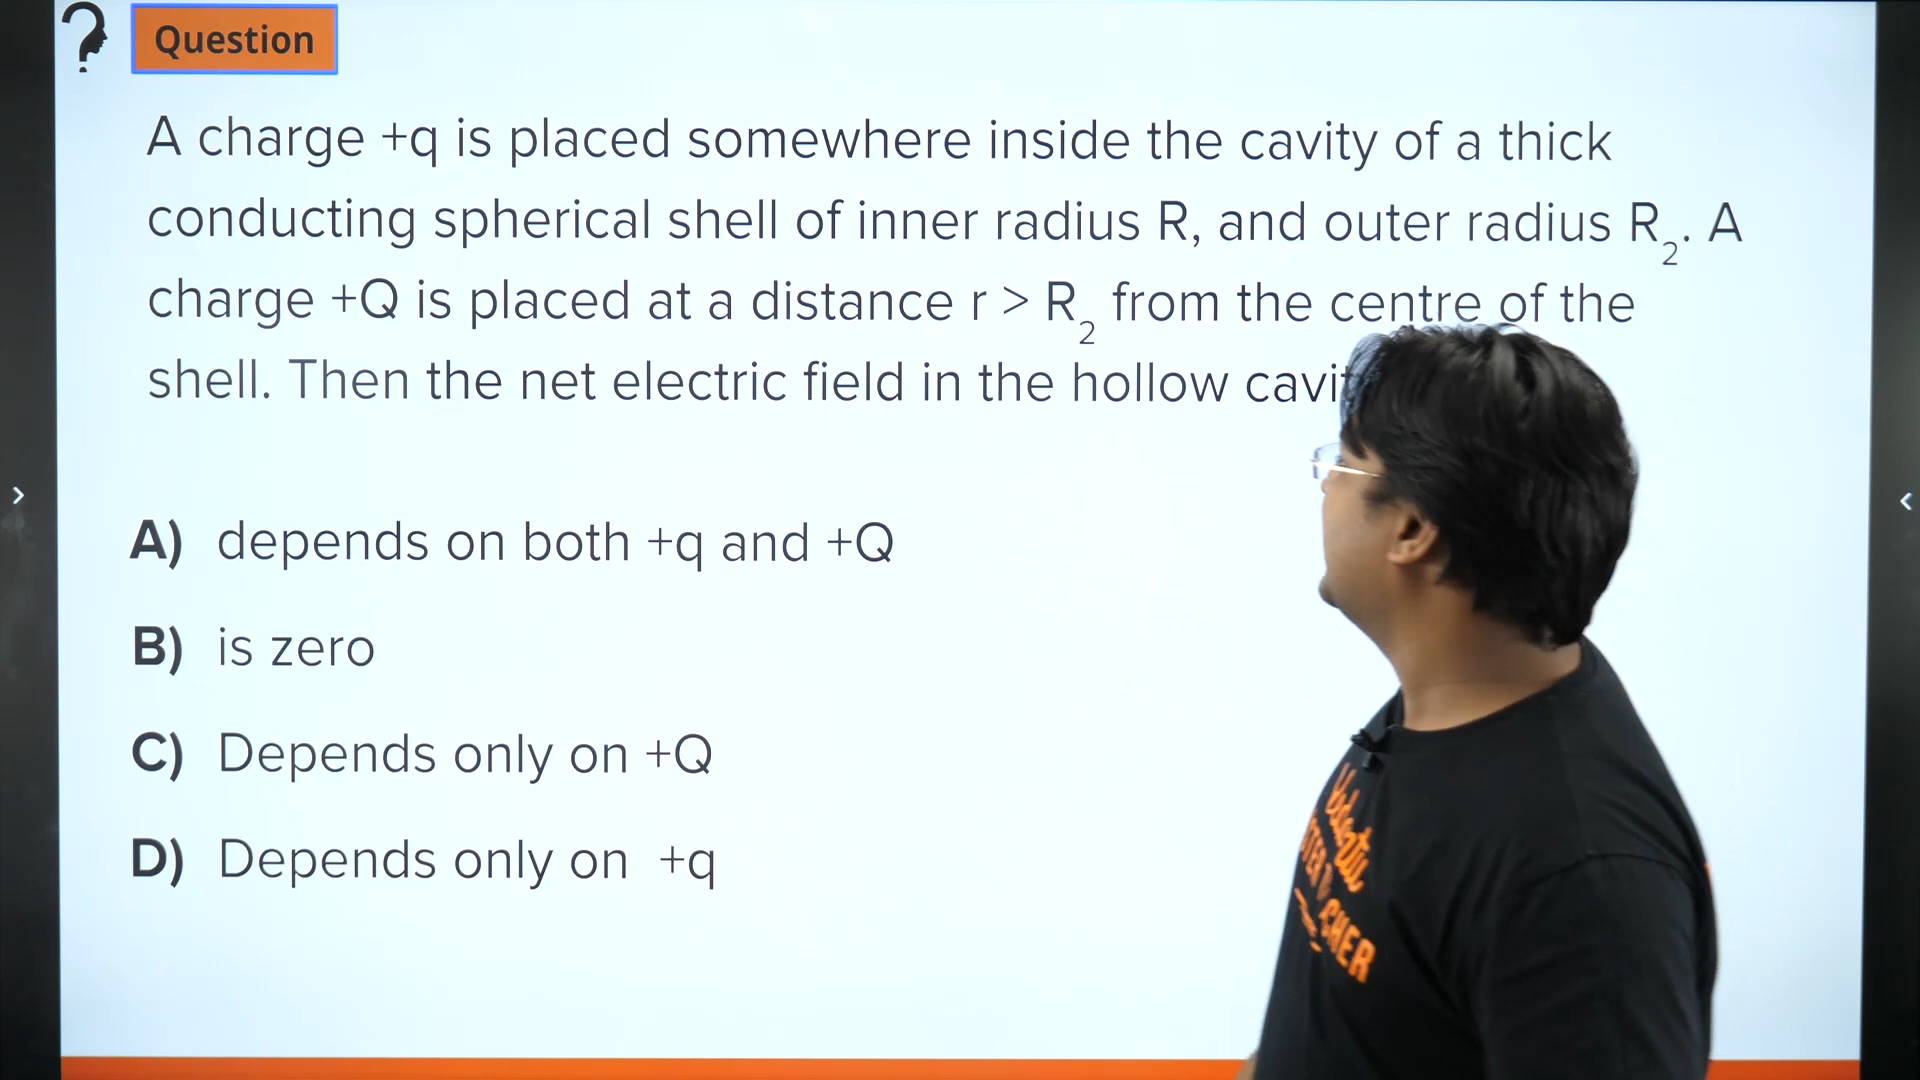 Question
A charge +q is placed somewhere inside the cavity of a thick
conducting spherical shell of inner radius R, and outer radius R₂. A
charge +Q is placed at a distance r > R₂ from the centre of the
shell. Then the net electric field in the hollow
A) depends on both +q and +Q
B) is zero
C) Depends only on +Q
D) Depends only on +q